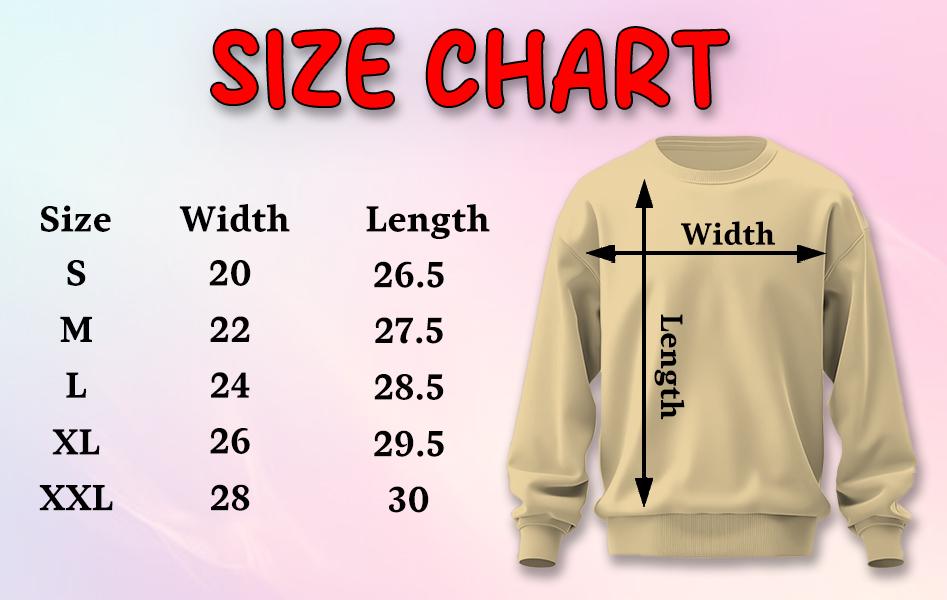 SIZE CHART
Size Width Length
S 20 26.5
M 22 27.5
L 24 28.5
XL 26 29.5
XXL 28 30
Width
Length